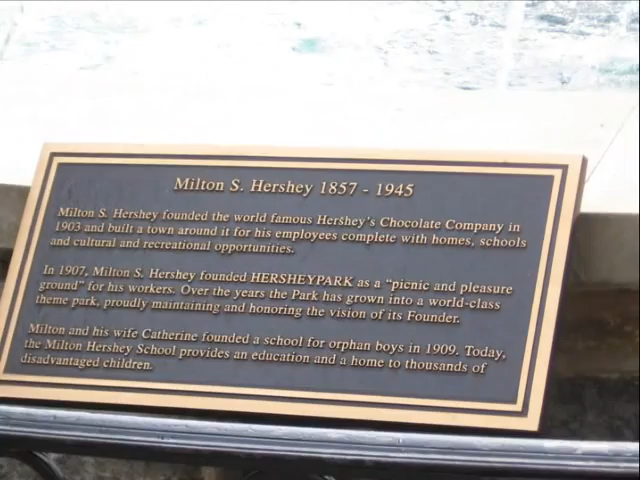 Milton S. Hershey 1857 - 1945
Milton S. Hershey founded the world famous Hershey's Chocolate Company in
1903 and built a town around it for his employees complete with homes, schools
and cultural and recreational opportunities.
In 1907, Milton S. Hershey founded HERSHEYPARK as a "picnic and pleasure
ground" for his workers. Over the years the Park has grown into a world-class
theme park, proudly maintaining and honoring the vision of its Founder.
Milton and his wife Catherine founded a school for orphan boys in 1909. Today,
the Milton Hershey School provides an education and a home to thousands of
disadvantaged children.